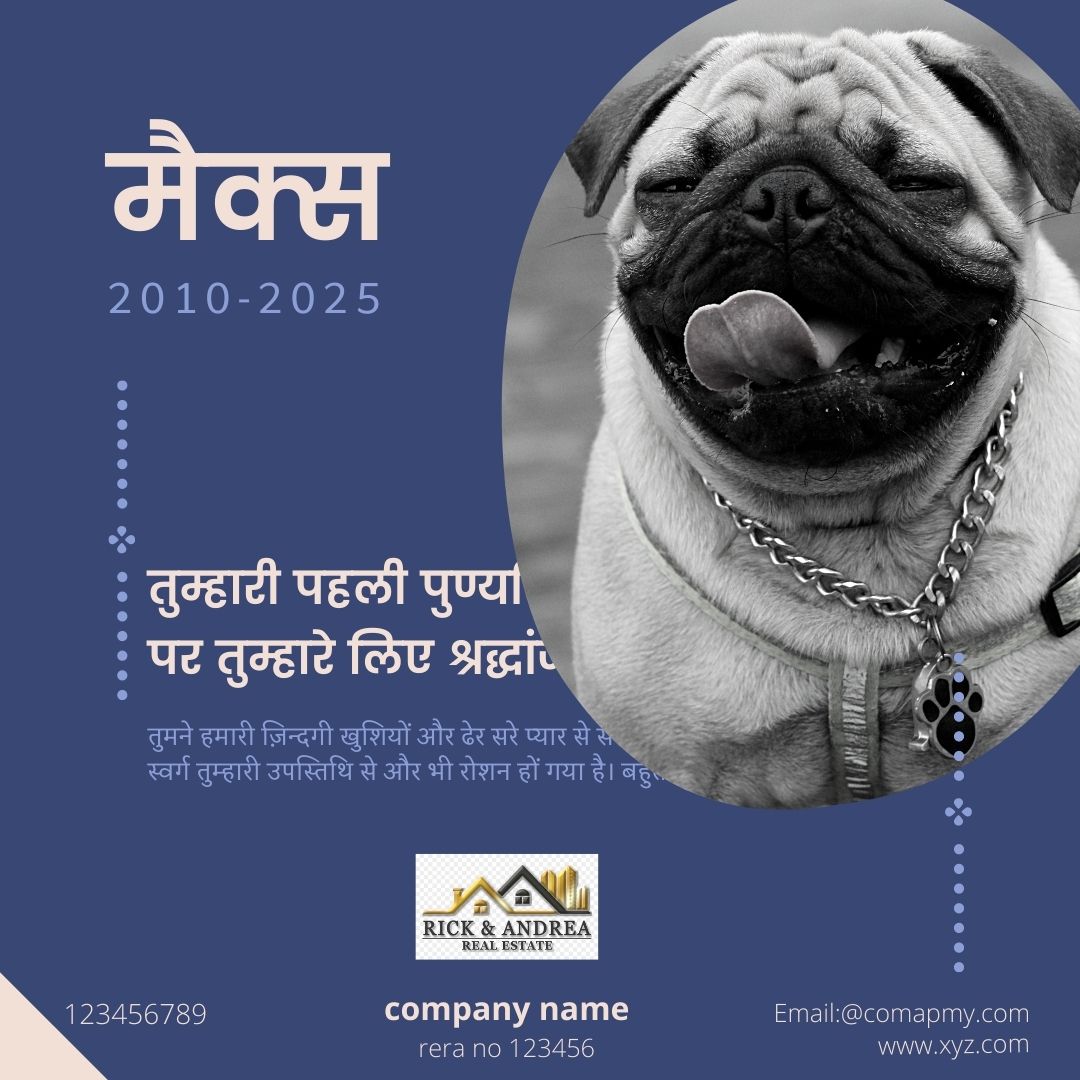 मैक्स
2010-2025
तुम्हारी पहली
पर तुम्हारे लिए
तुमने हमारी ज़िन्दगी खुशियों और ढेर सरे प्यार से
स्वर्ग तुम्हारी उपस्तिथि से और भी रोशन हों गया है।
RICK & ANDREA
REAL ESTATE
company name
rera no 123456
123456789
Email:@comapmy.com
www.xyz.com